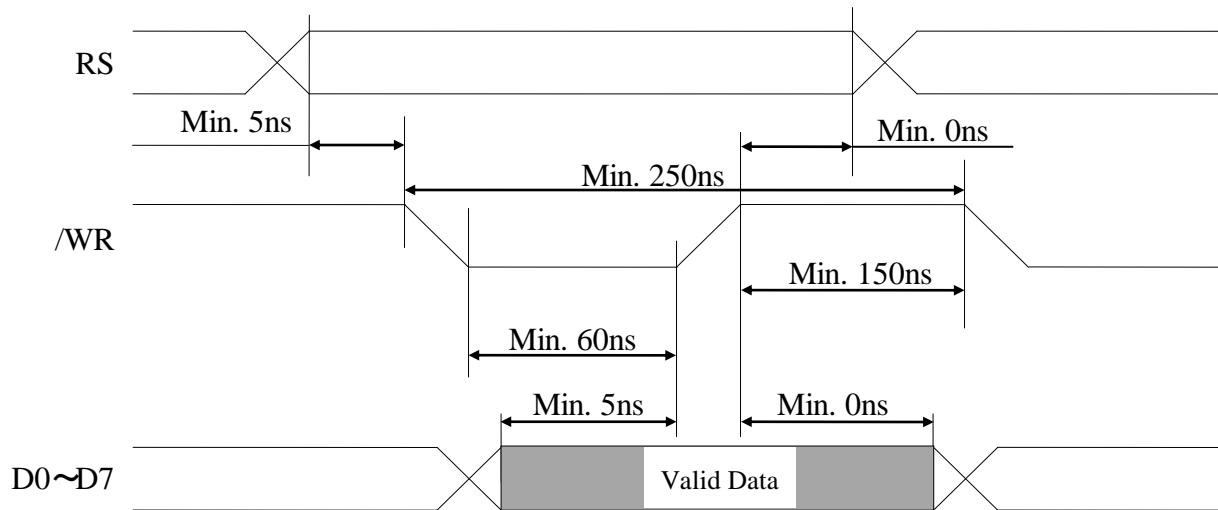 RS
Min. 5ns
Min. 0ns
Min. 250ns
/WR
Min. 150ns
Min. 60ns
Min. 5ns
Min. 0ns
D0～D7
Valid Data